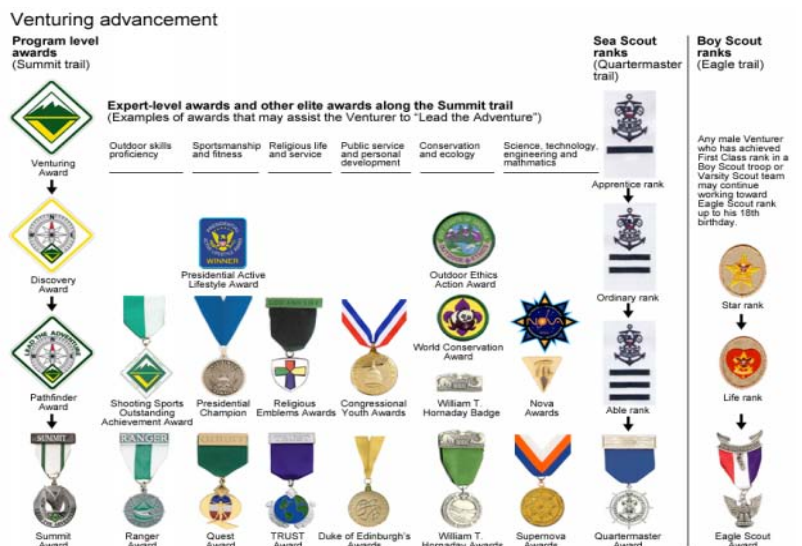 Venturing advancement
Program level
awards
(Summit trail)
Venturing
Award
Discovery
Award
LEAD THE ADVENTURE
Pathfinder
Award
SUMMIT
Summit
Award
Expert-level awards and other elite awards along the Summit trail
(Examples of awards that may assist the Venturer to "Lead the Adventure")
Outdoor skills
proficiency
Sportsmanship
and fitness
Religious life
and service
Public service
and personal
development
Conservation
and ecology
Science, technology,
engineering and
mathmatics
WINNER
Presidential Active
Lifestyle Award
Outdoor Ethics
Action Award
World Conservation
Award
NOVA
Shooting Sports
Outstanding
Achievement Award
Presidential
Champion
Religious
Emblems Awards
Congressional
Youth Awards
William T.
Hornaday Badge
Nova
Awards
RANGER
Ranger
Award
Quest
Award
TRUST
Award
Duke of Edinburgh's
Awards
William T.
Hornaday Awards
Supernova
Awards
Sea Scout
ranks
(Quartermaster
trail)
Apprentice rank
Ordinary rank
Able rank
Quartermaster
Award
Boy Scout
ranks
(Eagle trail)
Any male Venturer
who has achieved
First Class rank in a
Boy Scout troop or
Varsity Scout team
may continue
working toward
Eagle Scout rank
up to his 18th
birthday.
Star rank
Life rank
Eagle Scout
Award